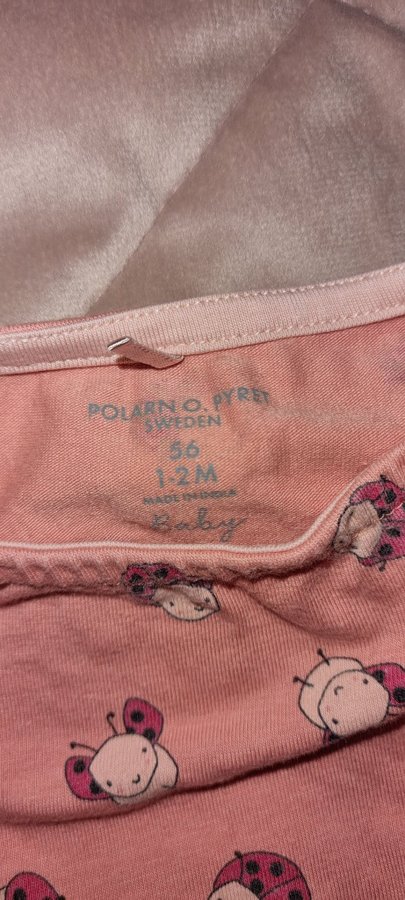 POLARN O. PYRET
SWEDEN
56
1-2M
MADE IN INDIA
Baby